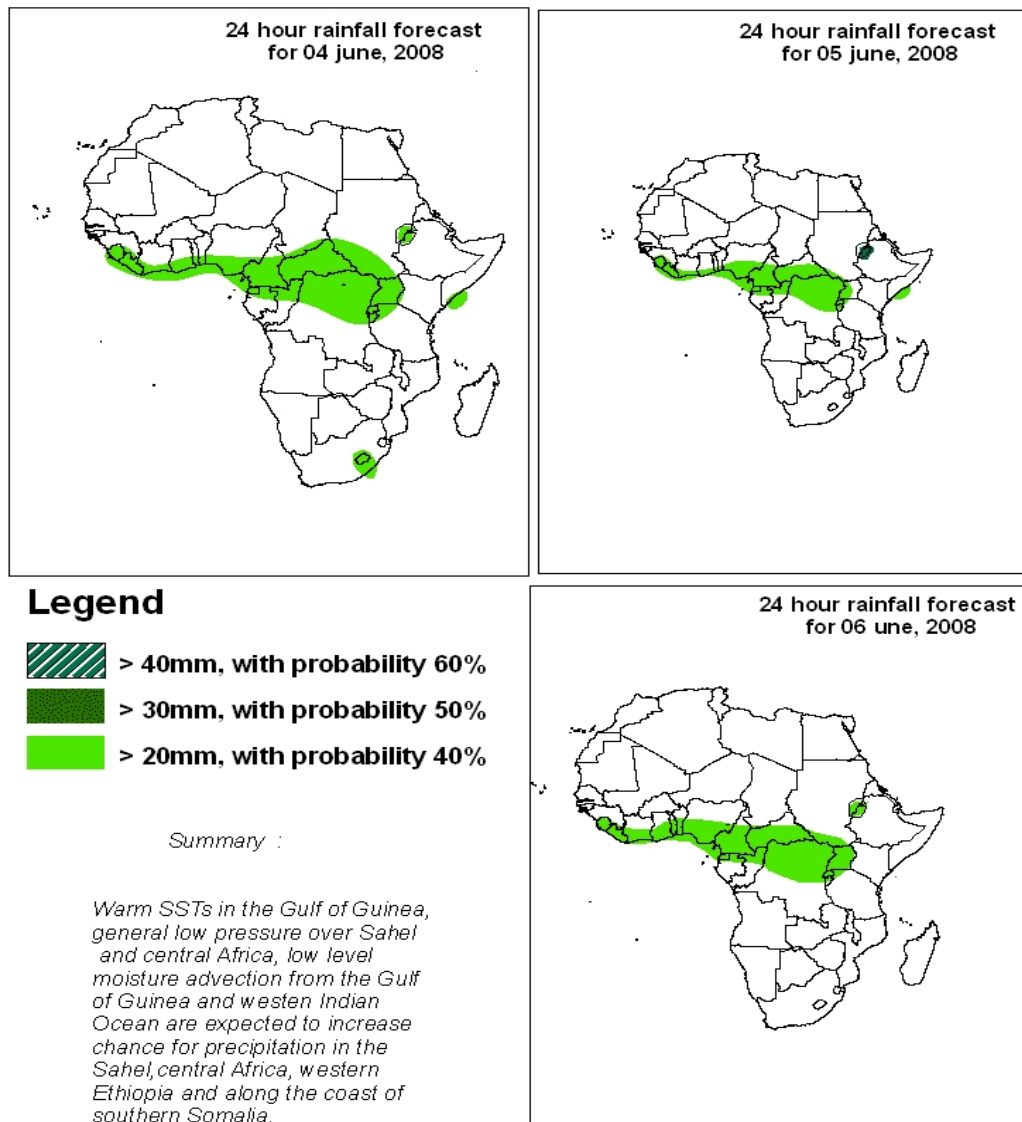 24 hour rainfall forecast
for 04 june, 2008
24 hour rainfall forecast
for 05 june, 2008
Legend
> 40mm, with probability 60%
> 30mm, with probability 50%
> 20mm, with probability 40%
24 hour rainfall forecast
for 06 une, 2008
Summary :
Warm SSTs in the Gulf of Guinea,
general low pressure over Sahel
and central Africa, low level
moisture advection from the Gulf
of Guinea and westen Indian
Ocean are expected to increase
chance for precipitation in the
Sahel,central Africa, western
Ethiopia and along the coast of
southern Somalia.